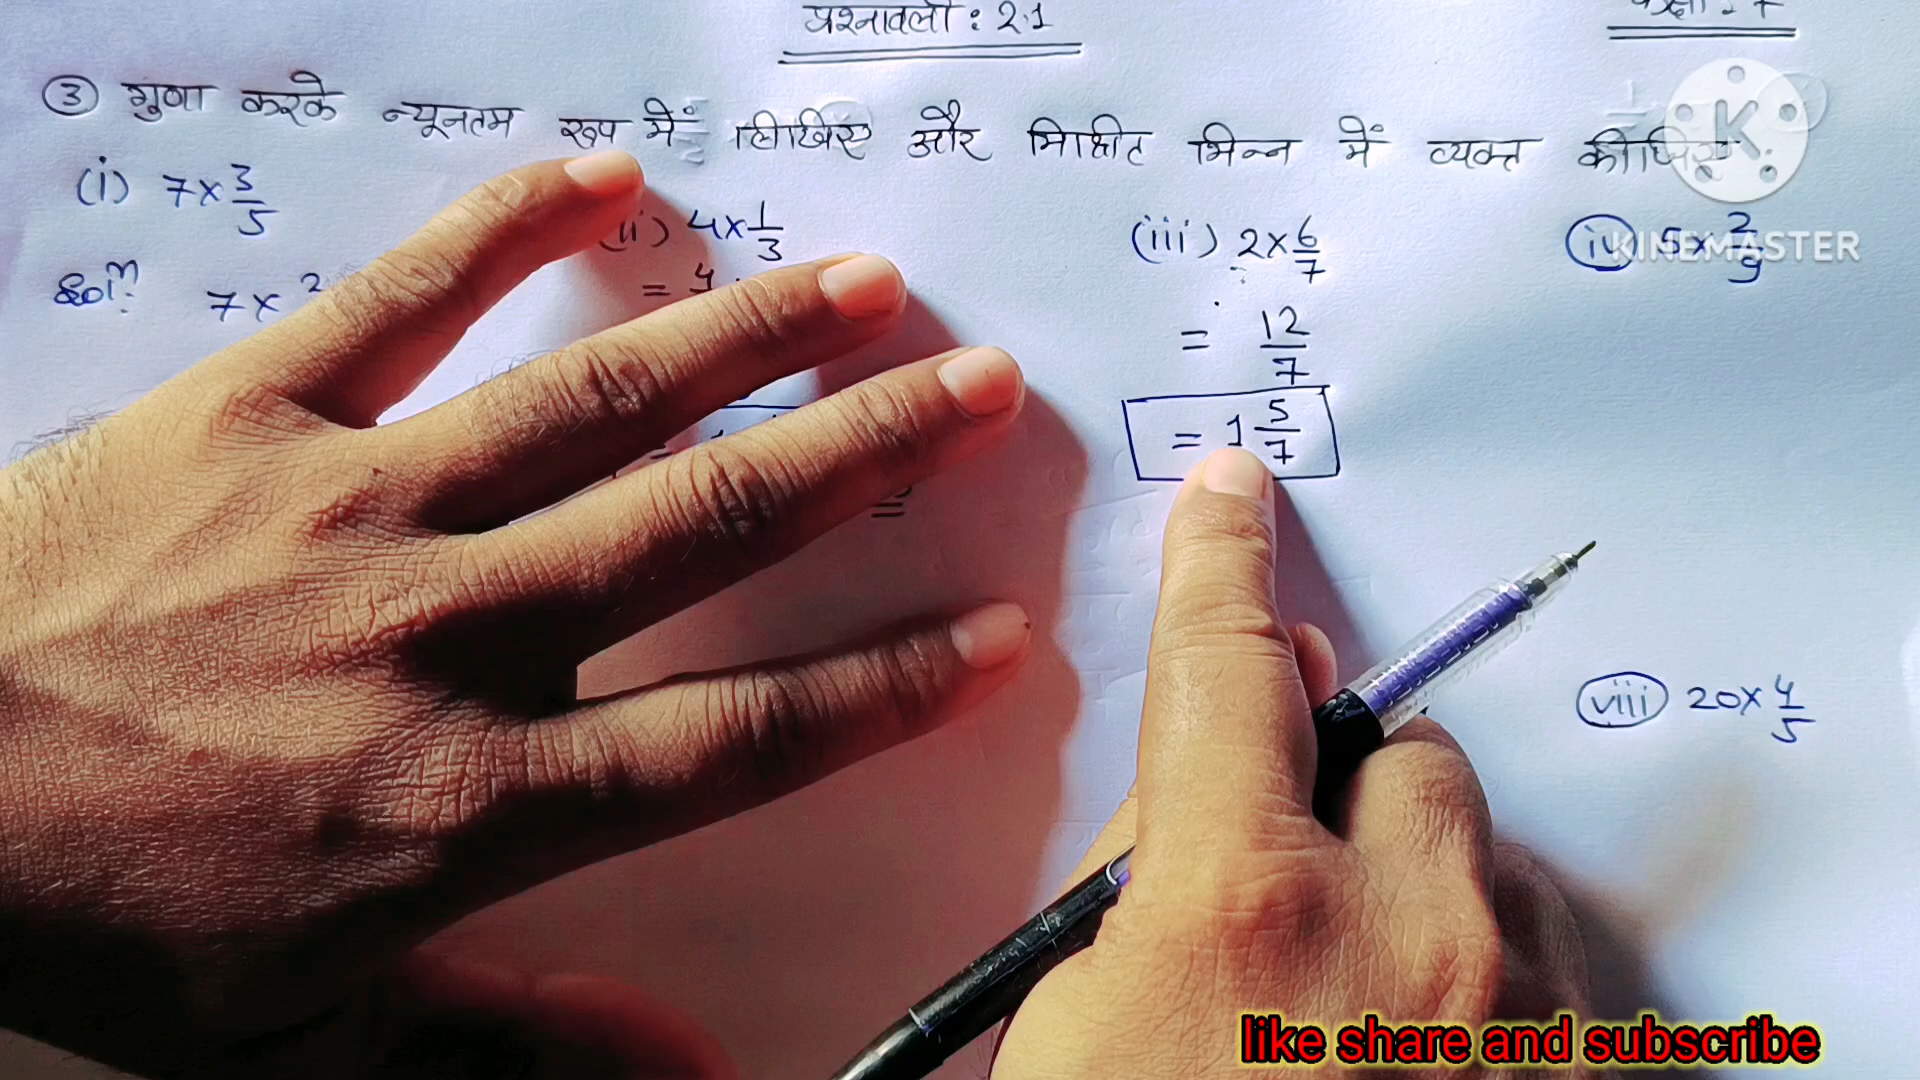 प्रश्नावली : 2.1
③ गुणा करके न्यूनतम रूप में लिखिए और मिश्रीत भिन्न में व्यक्त कीजिए
(i) 7 × 3/5
(ii) 4 × 1/3
(iii) 2 × 6/7
(iv) 5 × 2/9
Solⁿ: 7 ×
= 4
= 12/7
= 1 5/7
(viii) 20 × 4/5
K
KINEMASTER
like share and subscribe